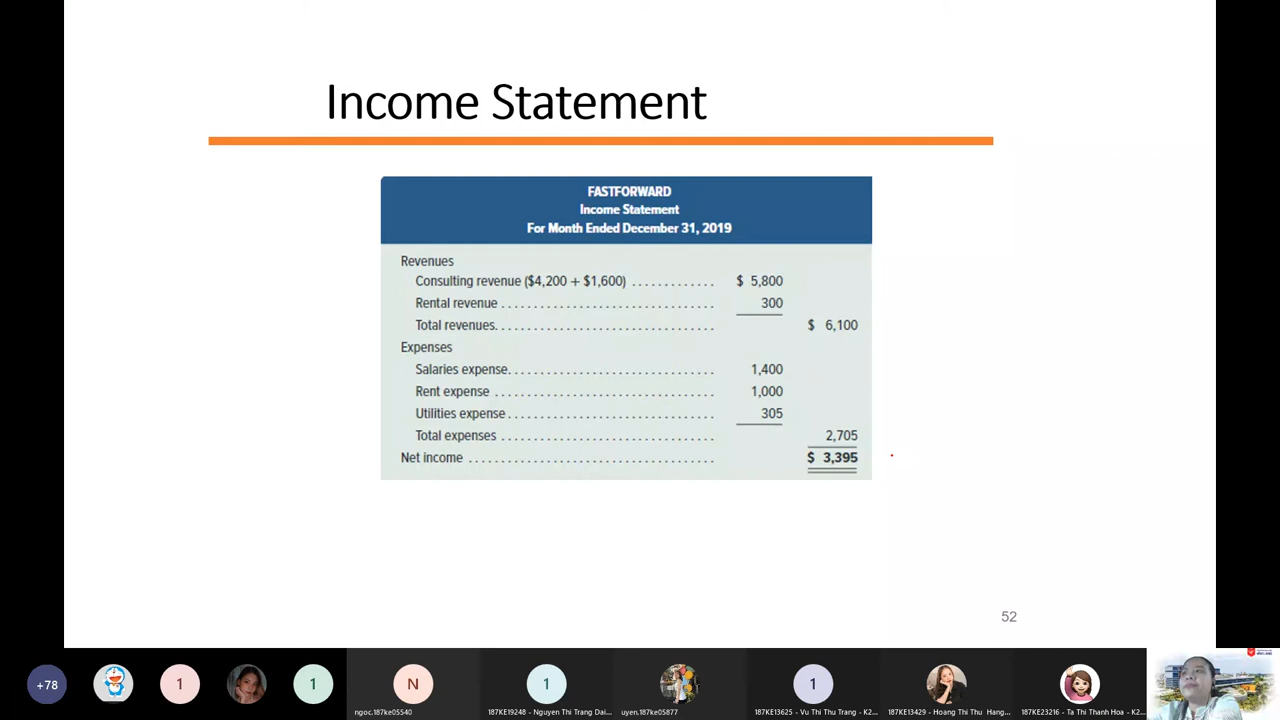 Income Statement
FASTFORWARD
Income Statement
For Month Ended December 31, 2019
Revenues
Consulting revenue ($4,200 + $1,600) ............. $ 5,800
Rental revenue ................................ 300
Total revenues................................. $ 6,100
Expenses
Salaries expense............................... 1,400
Rent expense ................................. 1,000
Utilities expense ............................... 305
Total expenses ................................ 2,705
Net income ..................................... $ 3,395
52
+78
1
1
N
1
1
ngoc.187ke05540
187KE19248 - Nguyen Thi Trang Dai...
uyen.187ke05877
187KE13625 - Vu Thi Thu Trang - K2...
187KE13429 - Hoang Thi Thu Hang...
187KE23216 - Ta Thi Thanh Hoa - K2...